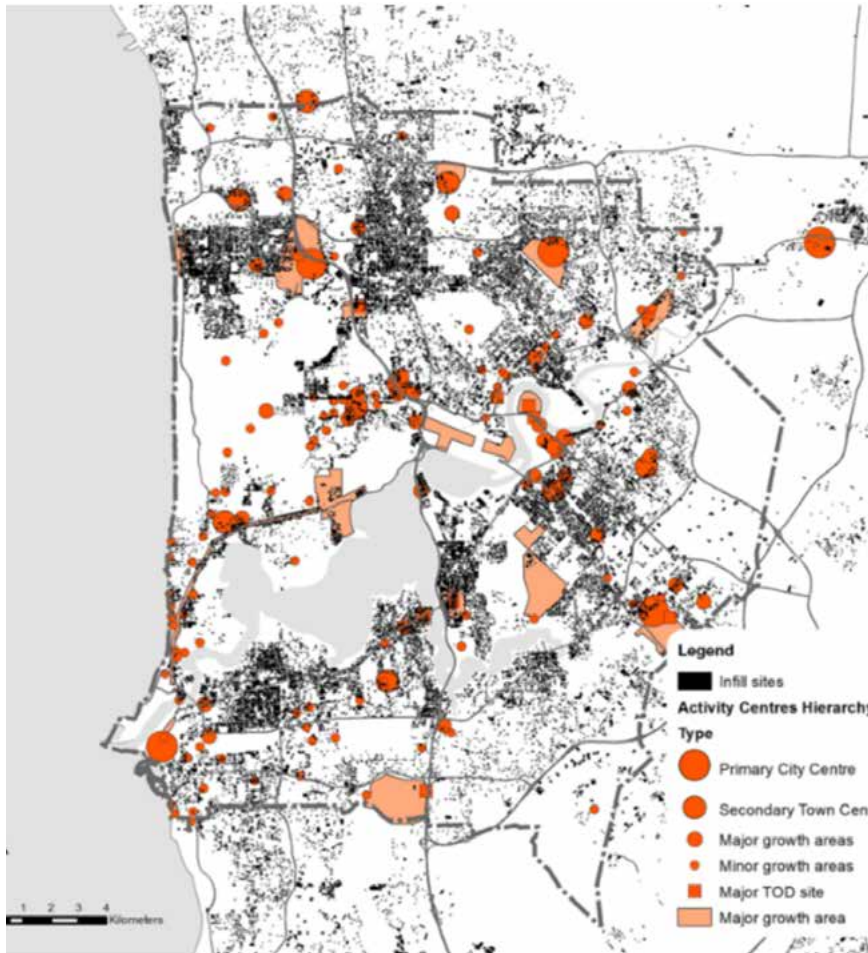 Legend
Infill sites
Activity Centres Hierarchy
Type
Primary City Centre
Secondary Town Cen
Major growth areas
Minor growth areas
Major TOD site
Major growth area
1 2 3 4
Kilometers